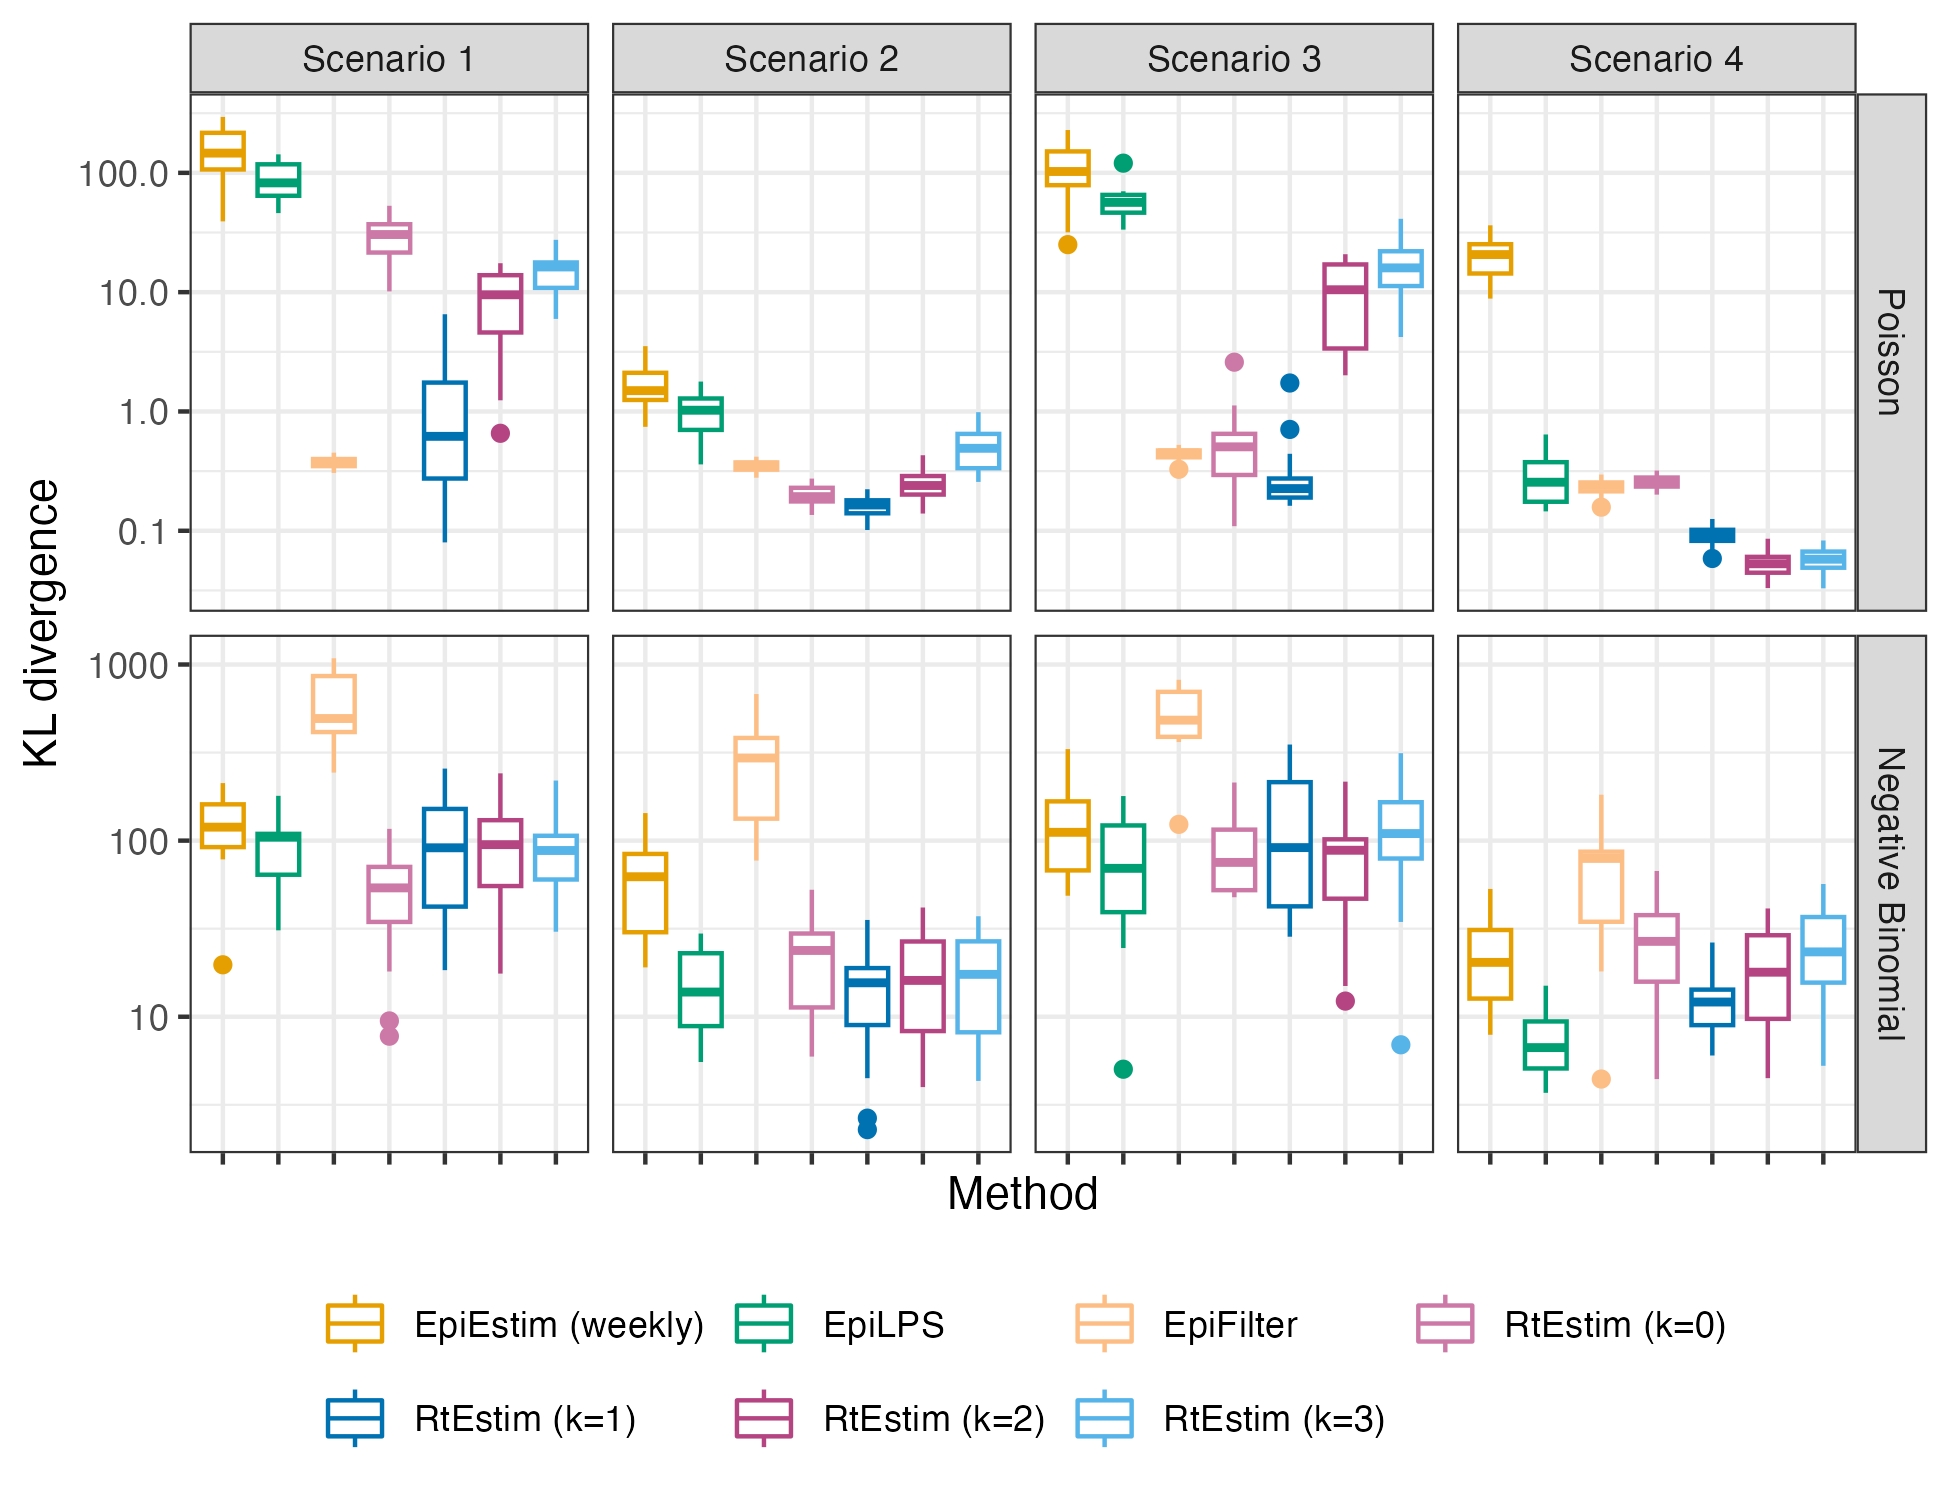 Scenario 1
Scenario 2
Scenario 3
Scenario 4
100.0
10.0
1.0
0.1
Poisson
KL divergence
1000
100
10
Negative Binomial
Method
EpiEstim (weekly)
EpiLPS
EpiFilter
RtEstim (k=0)
RtEstim (k=1)
RtEstim (k=2)
RtEstim (k=3)